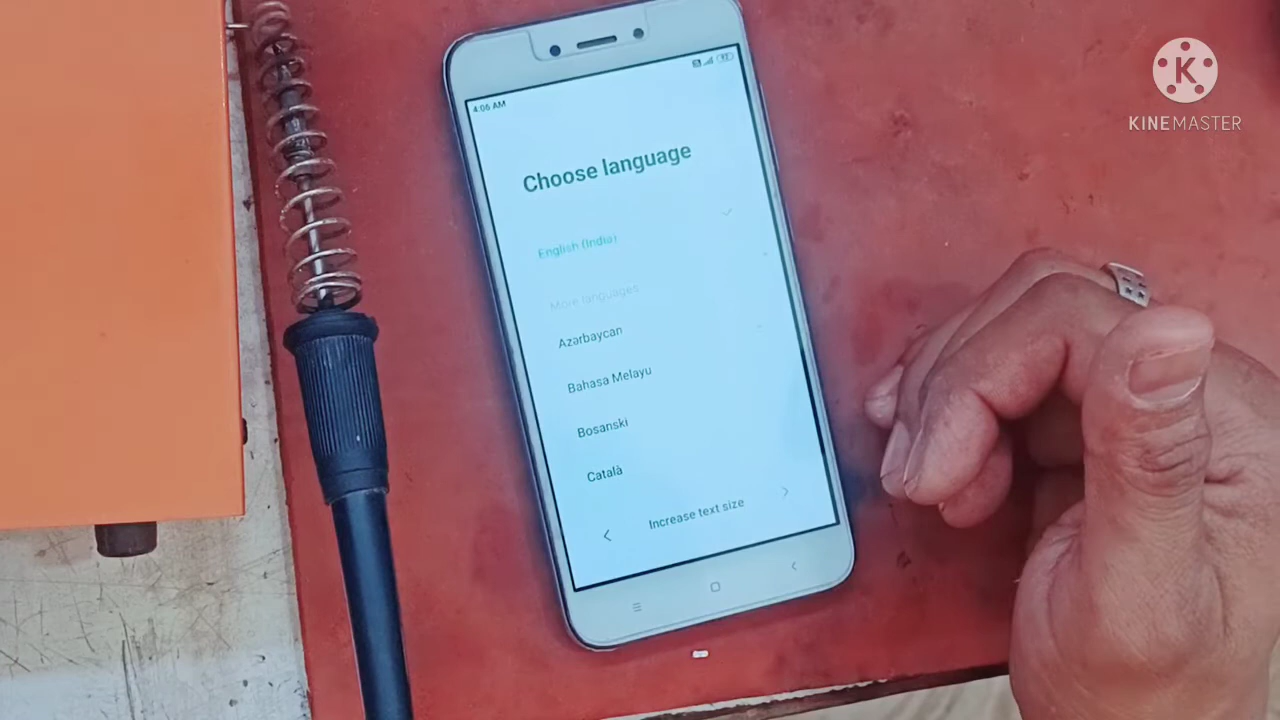 K
KINEMASTER
4:06 AM
Choose language
English (India)
More languages
Azərbaycan
Bahasa Melayu
Bosanski
Català
Increase text size